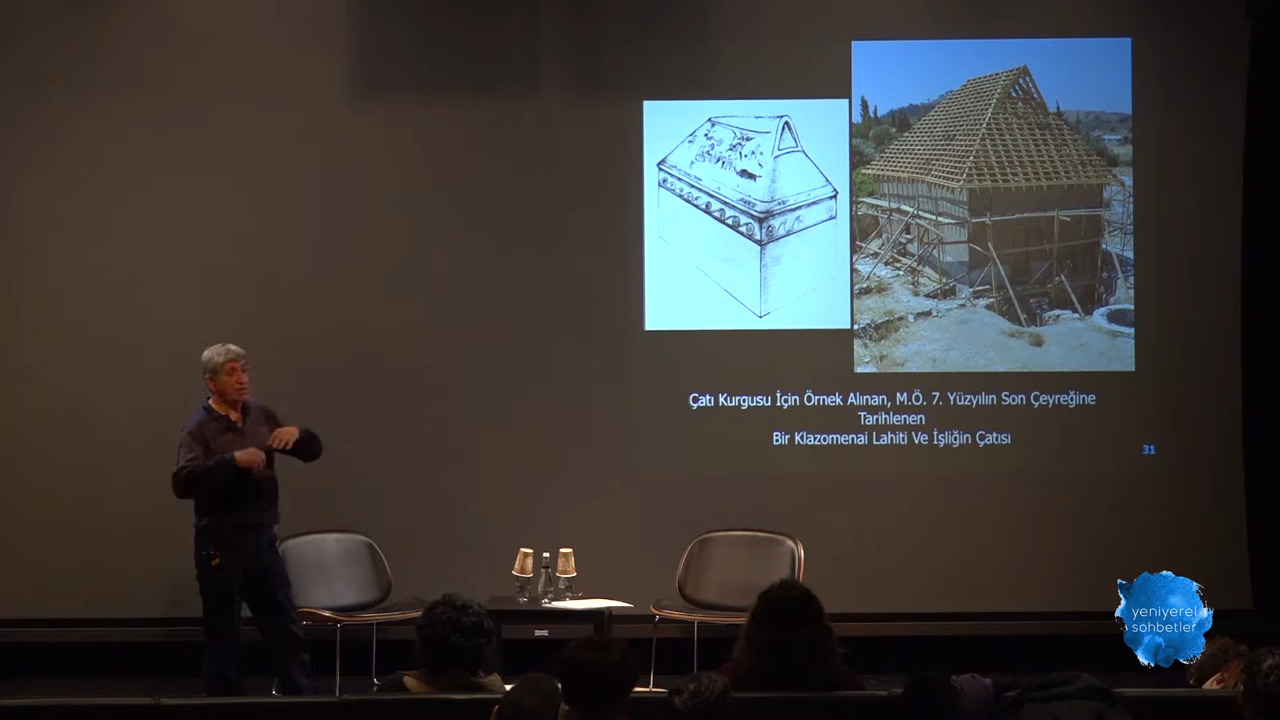 Çatı Kurgusu İçin Örnek Alınan, M.Ö. 7. Yüzyılın Son Çeyreğine
Tarihlenen
Bir Klazomenai Lahiti Ve İşliğin Çatısı
31
yeniyerel
sohbetler